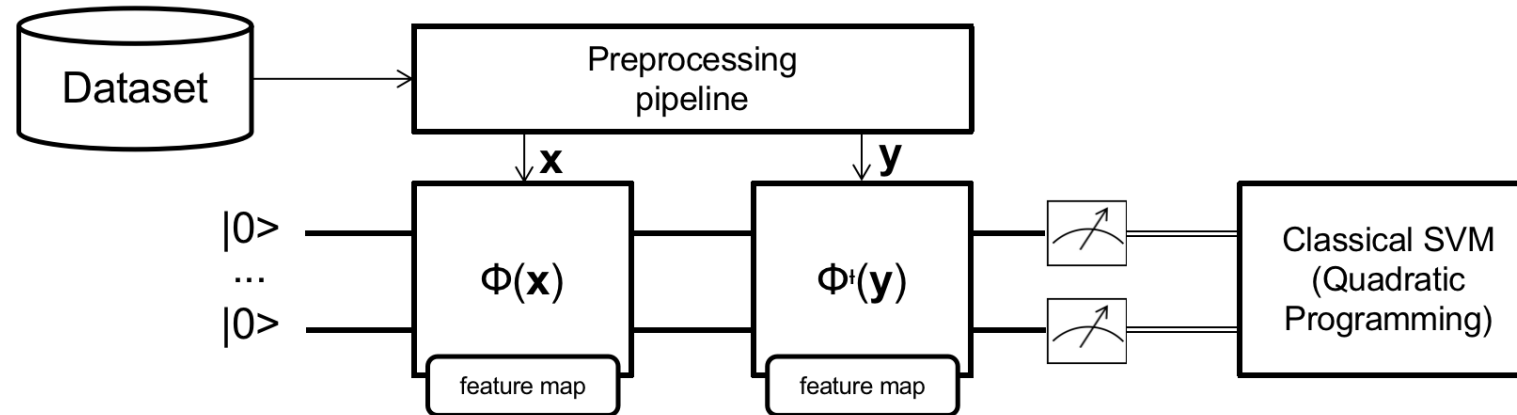 Dataset
Preprocessing
pipeline
x
y
|0>
...
|0>
Φ(x)
feature map
Φ†(y)
feature map
Classical SVM
(Quadratic
Programming)